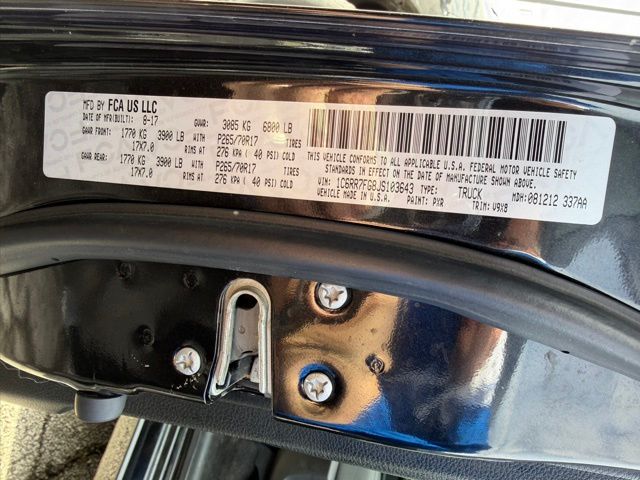 MFD BY FCA US LLC
DATE OF MFR(BUILT): 8-17 GVWR: 3085 KG 6800 LB
GAWR FRONT: 1770 KG 3900 LB WITH P265/70R17 TIRES
17X7.0 RIMS AT 276 KPA ( 40 PSI) COLD
GAWR REAR: 1770 KG 3900 LB WITH P265/70R17 TIRES
17X7.0 RIMS AT 276 KPA ( 40 PSI) COLD
THIS VEHICLE CONFORMS TO ALL APPLICABLE U.S.A. FEDERAL MOTOR VEHICLE SAFETY
STANDARDS IN EFFECT ON THE DATE OF MANUFACTURE SHOWN ABOVE.
VIN: 1C6RR7FG8JS103643 TYPE: TRUCK MDH: 081212 337AA
VEHICLE MADE IN U.S.A. PAINT: PXR TRIM: V9X8